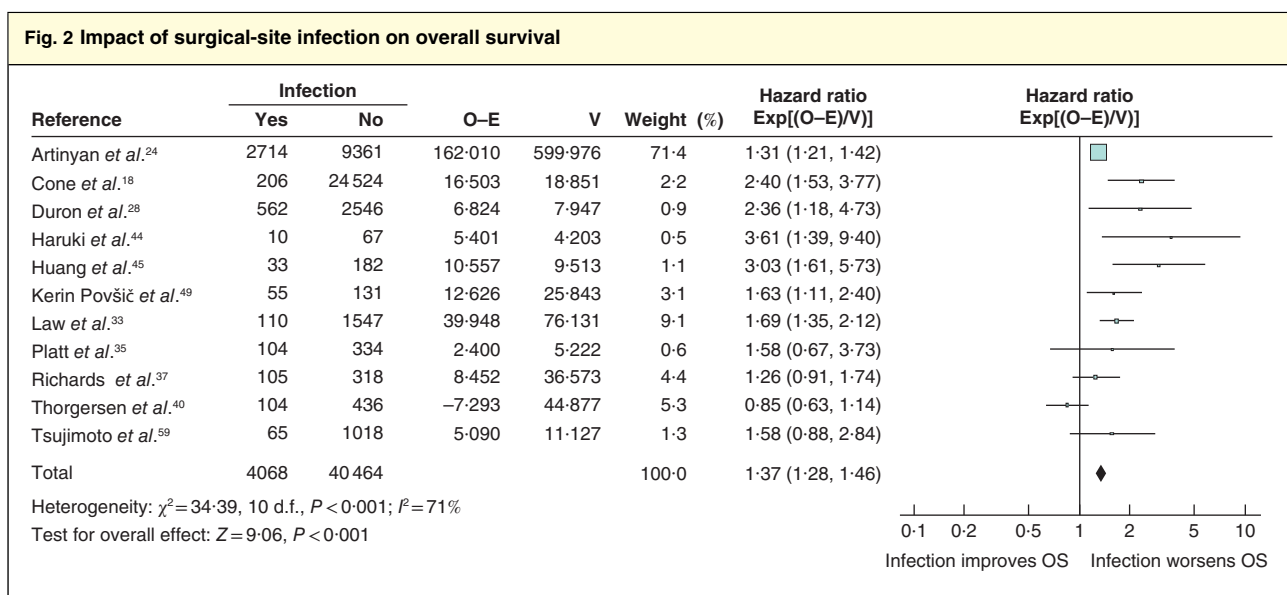 Fig. 2 Impact of surgical-site infection on overall survival
Infection Hazard ratio Hazard ratio
Reference Yes No O–E V Weight (%) Exp[(O–E)/V)] Exp[(O–E)/V)]
Artinyan et al.²⁴ 2714 9361 162·010 599·976 71·4 1·31 (1·21, 1·42)
Cone et al.¹⁸ 206 24 524 16·503 18·851 2·2 2·40 (1·53, 3·77)
Duron et al.²⁸ 562 2546 6·824 7·947 0·9 2·36 (1·18, 4·73)
Haruki et al.⁴⁴ 10 67 5·401 4·203 0·5 3·61 (1·39, 9·40)
Huang et al.⁴⁵ 33 182 10·557 9·513 1·1 3·03 (1·61, 5·73)
Kerin Povšič et al.⁴⁹ 55 131 12·626 25·843 3·1 1·63 (1·11, 2·40)
Law et al.³³ 110 1547 39·948 76·131 9·1 1·69 (1·35, 2·12)
Platt et al.³⁵ 104 334 2·400 5·222 0·6 1·58 (0·67, 3·73)
Richards et al.³⁷ 105 318 8·452 36·573 4·4 1·26 (0·91, 1·74)
Thorgersen et al.⁴⁰ 104 436 –7·293 44·877 5·3 0·85 (0·63, 1·14)
Tsujimoto et al.⁵⁹ 65 1018 5·090 11·127 1·3 1·58 (0·88, 2·84)
Total 4068 40 464 100·0 1·37 (1·28, 1·46)
Heterogeneity: χ² = 34·39, 10 d.f., P < 0·001; I² = 71%
Test for overall effect: Z = 9·06, P < 0·001
0·1 0·2 0·5 1 2 5 10
Infection improves OS Infection worsens OS